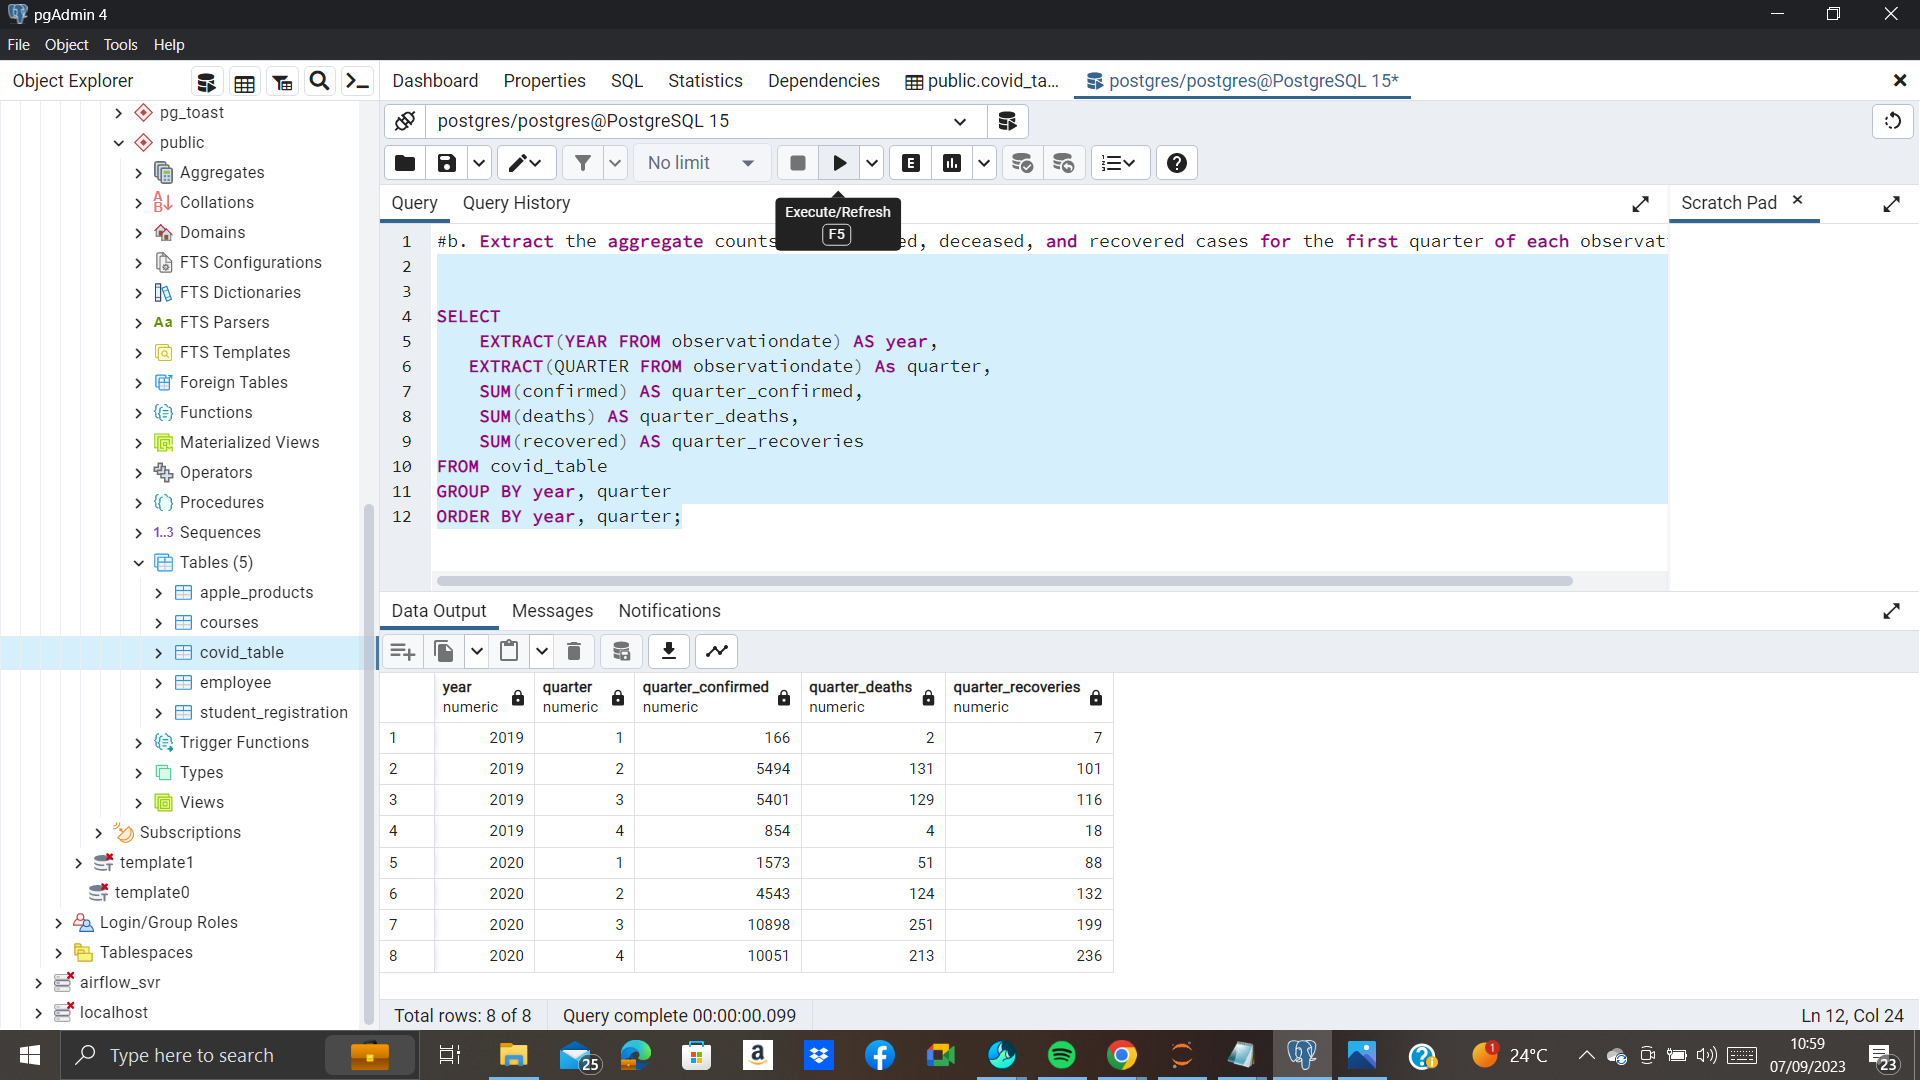 pgAdmin 4
File Object Tools Help
Object Explorer
Dashboard Properties SQL Statistics Dependencies public.covid_ta... postgres/postgres@PostgreSQL 15*
pg_toast
public
Aggregates
Collations
Domains
FTS Configurations
FTS Dictionaries
Aa FTS Parsers
FTS Templates
Foreign Tables
Functions
Materialized Views
Operators
Procedures
1..3 Sequences
Tables (5)
apple_products
courses
covid_table
employee
student_registration
Trigger Functions
Types
Views
Subscriptions
template1
template0
Login/Group Roles
Tablespaces
airflow_svr
localhost
postgres/postgres@PostgreSQL 15
No limit
E
Query Query History
Execute/Refresh
F5
Scratch Pad
1 #b. Extract the aggregate counts ed, deceased, and recovered cases for the first quarter of each observat
2
3
4 SELECT
5 EXTRACT(YEAR FROM observationdate) AS year,
6 EXTRACT(QUARTER FROM observationdate) As quarter,
7 SUM(confirmed) AS quarter_confirmed,
8 SUM(deaths) AS quarter_deaths,
9 SUM(recovered) AS quarter_recoveries
10 FROM covid_table
11 GROUP BY year, quarter
12 ORDER BY year, quarter;
Data Output Messages Notifications
year quarter quarter_confirmed quarter_deaths quarter_recoveries
numeric numeric numeric numeric numeric
1 2019 1 166 2 7
2 2019 2 5494 131 101
3 2019 3 5401 129 116
4 2019 4 854 4 18
5 2020 1 1573 51 88
6 2020 2 4543 124 132
7 2020 3 10898 251 199
8 2020 4 10051 213 236
Total rows: 8 of 8 Query complete 00:00:00.099 Ln 12, Col 24
Type here to search
25
1
24°C
10:59
07/09/2023
23